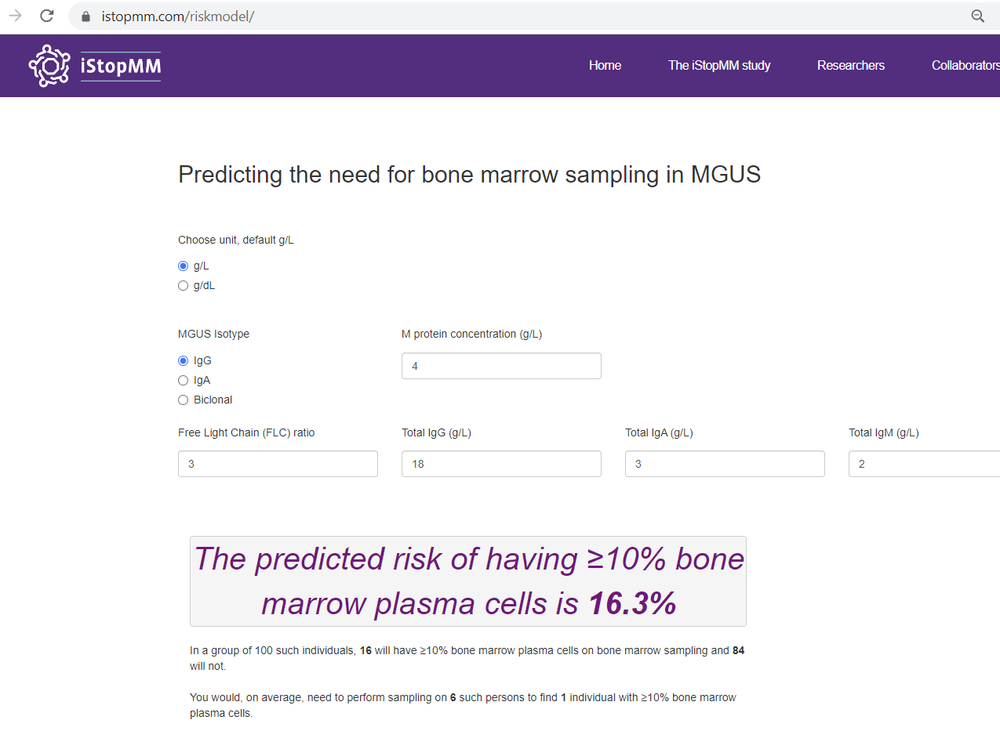 istopmm.com/riskmodel/
iStopMM
Home The iStopMM study Researchers Collaborators
Predicting the need for bone marrow sampling in MGUS
Choose unit, default g/L
g/L
g/dL
MGUS Isotype M protein concentration (g/L)
IgG 4
IgA
Biclonal
Free Light Chain (FLC) ratio Total IgG (g/L) Total IgA (g/L) Total IgM (g/L)
3 18 3 2
The predicted risk of having ≥10% bone
marrow plasma cells is 16.3%
In a group of 100 such individuals, 16 will have ≥10% bone marrow plasma cells on bone marrow sampling and 84
will not.
You would, on average, need to perform sampling on 6 such persons to find 1 individual with ≥10% bone marrow
plasma cells.